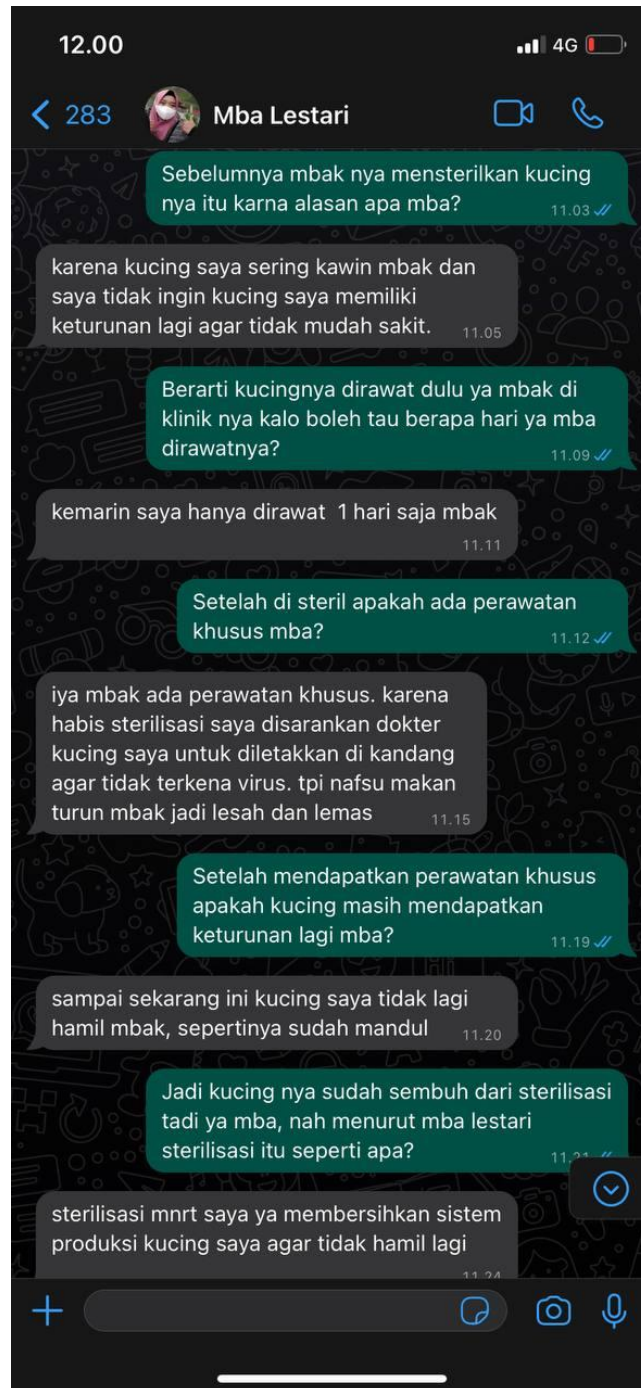 12.00
4G
283 Mba Lestari
Sebelumnya mbak nya mensterilkan kucing
nya itu karna alasan apa mba?
11.03
karena kucing saya sering kawin mbak dan
saya tidak ingin kucing saya memiliki
keturunan lagi agar tidak mudah sakit.
11.05
Berarti kucingnya dirawat dulu ya mbak di
klinik nya kalo boleh tau berapa hari ya mba
dirawatnya?
11.09
kemarin saya hanya dirawat 1 hari saja mbak
11.11
Setelah di steril apakah ada perawatan
khusus mba?
11.12
iya mbak ada perawatan khusus. karena
habis sterilisasi saya disarankan dokter
kucing saya untuk diletakkan di kandang
agar tidak terkena virus. tpi nafsu makan
turun mbak jadi lesah dan lemas
11.15
Setelah mendapatkan perawatan khusus
apakah kucing masih mendapatkan
keturunan lagi mba?
11.19
sampai sekarang ini kucing saya tidak lagi
hamil mbak, sepertinya sudah mandul
11.20
Jadi kucing nya sudah sembuh dari sterilisasi
tadi ya mba, nah menurut mba lestari
sterilisasi itu seperti apa?
11.21
sterilisasi mnrt saya ya membersihkan sistem
produksi kucing saya agar tidak hamil lagi
11.24